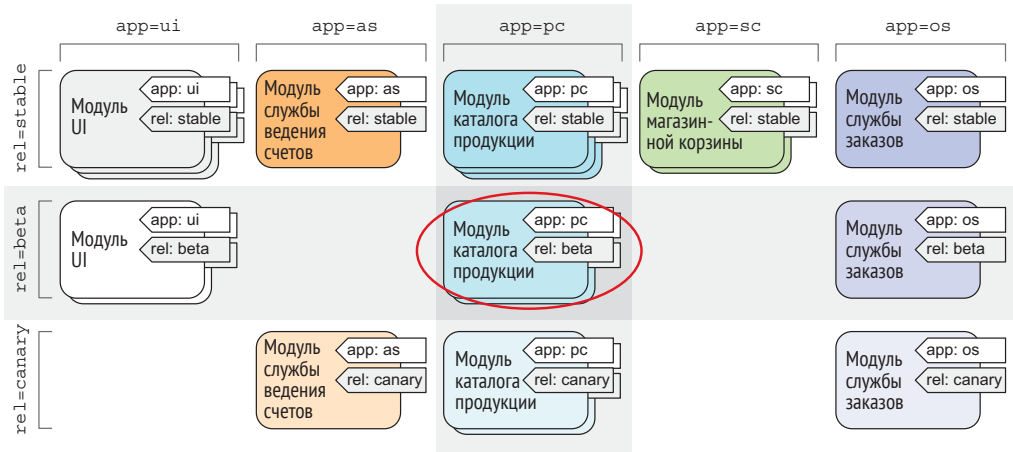 app=ui
app=as
app=pc
app=sc
app=os
rel=stable
Модуль
UI
app: ui
rel: stable
Модуль
службы
ведения
счетов
app: as
rel: stable
Модуль
каталога
продукции
app: pc
rel: stable
Модуль
магазин-
ной корзины
app: sc
rel: stable
Модуль
службы
заказов
app: os
rel: stable
rel=beta
Модуль
UI
app: ui
rel: beta
Модуль
каталога
продукции
app: pc
rel: beta
Модуль
службы
заказов
app: os
rel: beta
rel=canary
Модуль
службы
ведения
счетов
app: as
rel: canary
Модуль
каталога
продукции
app: pc
rel: canary
Модуль
службы
заказов
app: os
rel: canary